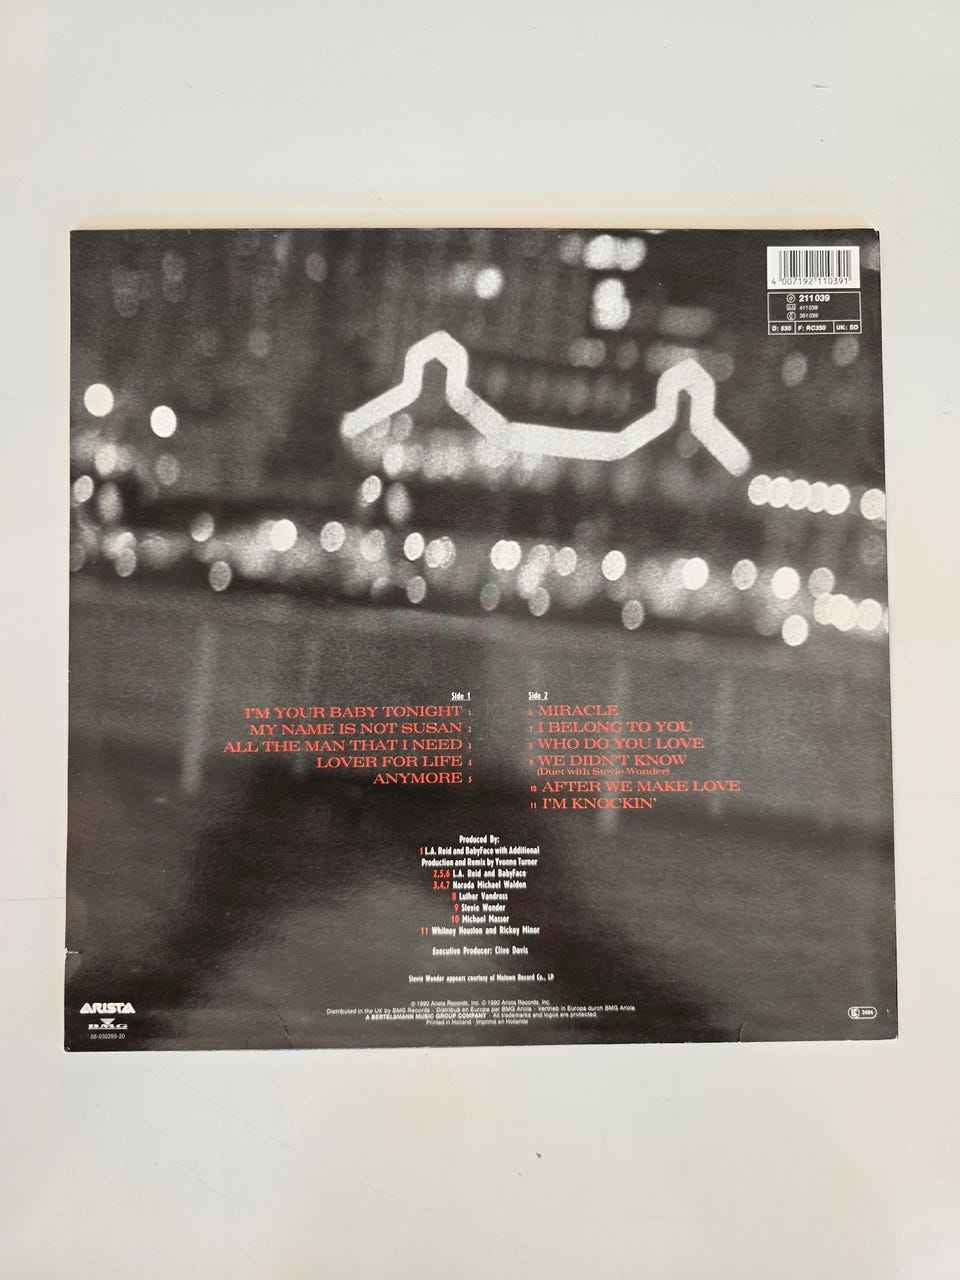 4 007192 110391
211 039
411039
261039
D: 630 F: RC350 UK: SD
Side 1
I'M YOUR BABY TONIGHT 1
MY NAME IS NOT SUSAN 2
ALL THE MAN THAT I NEED 3
LOVER FOR LIFE 4
ANYMORE 5
Side 2
6 MIRACLE
7 I BELONG TO YOU
8 WHO DO YOU LOVE
9 WE DIDN'T KNOW
(Duet with Stevie Wonder)
10 AFTER WE MAKE LOVE
11 I'M KNOCKIN'
Produced By:
1 L.A. Reid and BabyFace with Additional
Production and Remix by Yvonne Turner
2,5,6 L.A. Reid and BabyFace
3,4,7 Narada Michael Walden
8 Luther Vandross
9 Stevie Wonder
10 Michael Masser
11 Whitney Houston and Rickey Minor
Executive Producer: Clive Davis
Stevie Wonder appears courtesy of Motown Record Co., LP
℗ 1990 Arista Records, Inc. © 1990 Arista Records, Inc.
Distributed in the UK by BMG Records · Distribué en Europe par BMG Ariola · Vertrieb in Europa durch BMG Ariola
A BERTELSMANN MUSIC GROUP COMPANY · All trademarks and logos are protected.
Printed in Holland · Imprimé en Hollande
ARISTA
BMG
06-030299-20
LC 3484